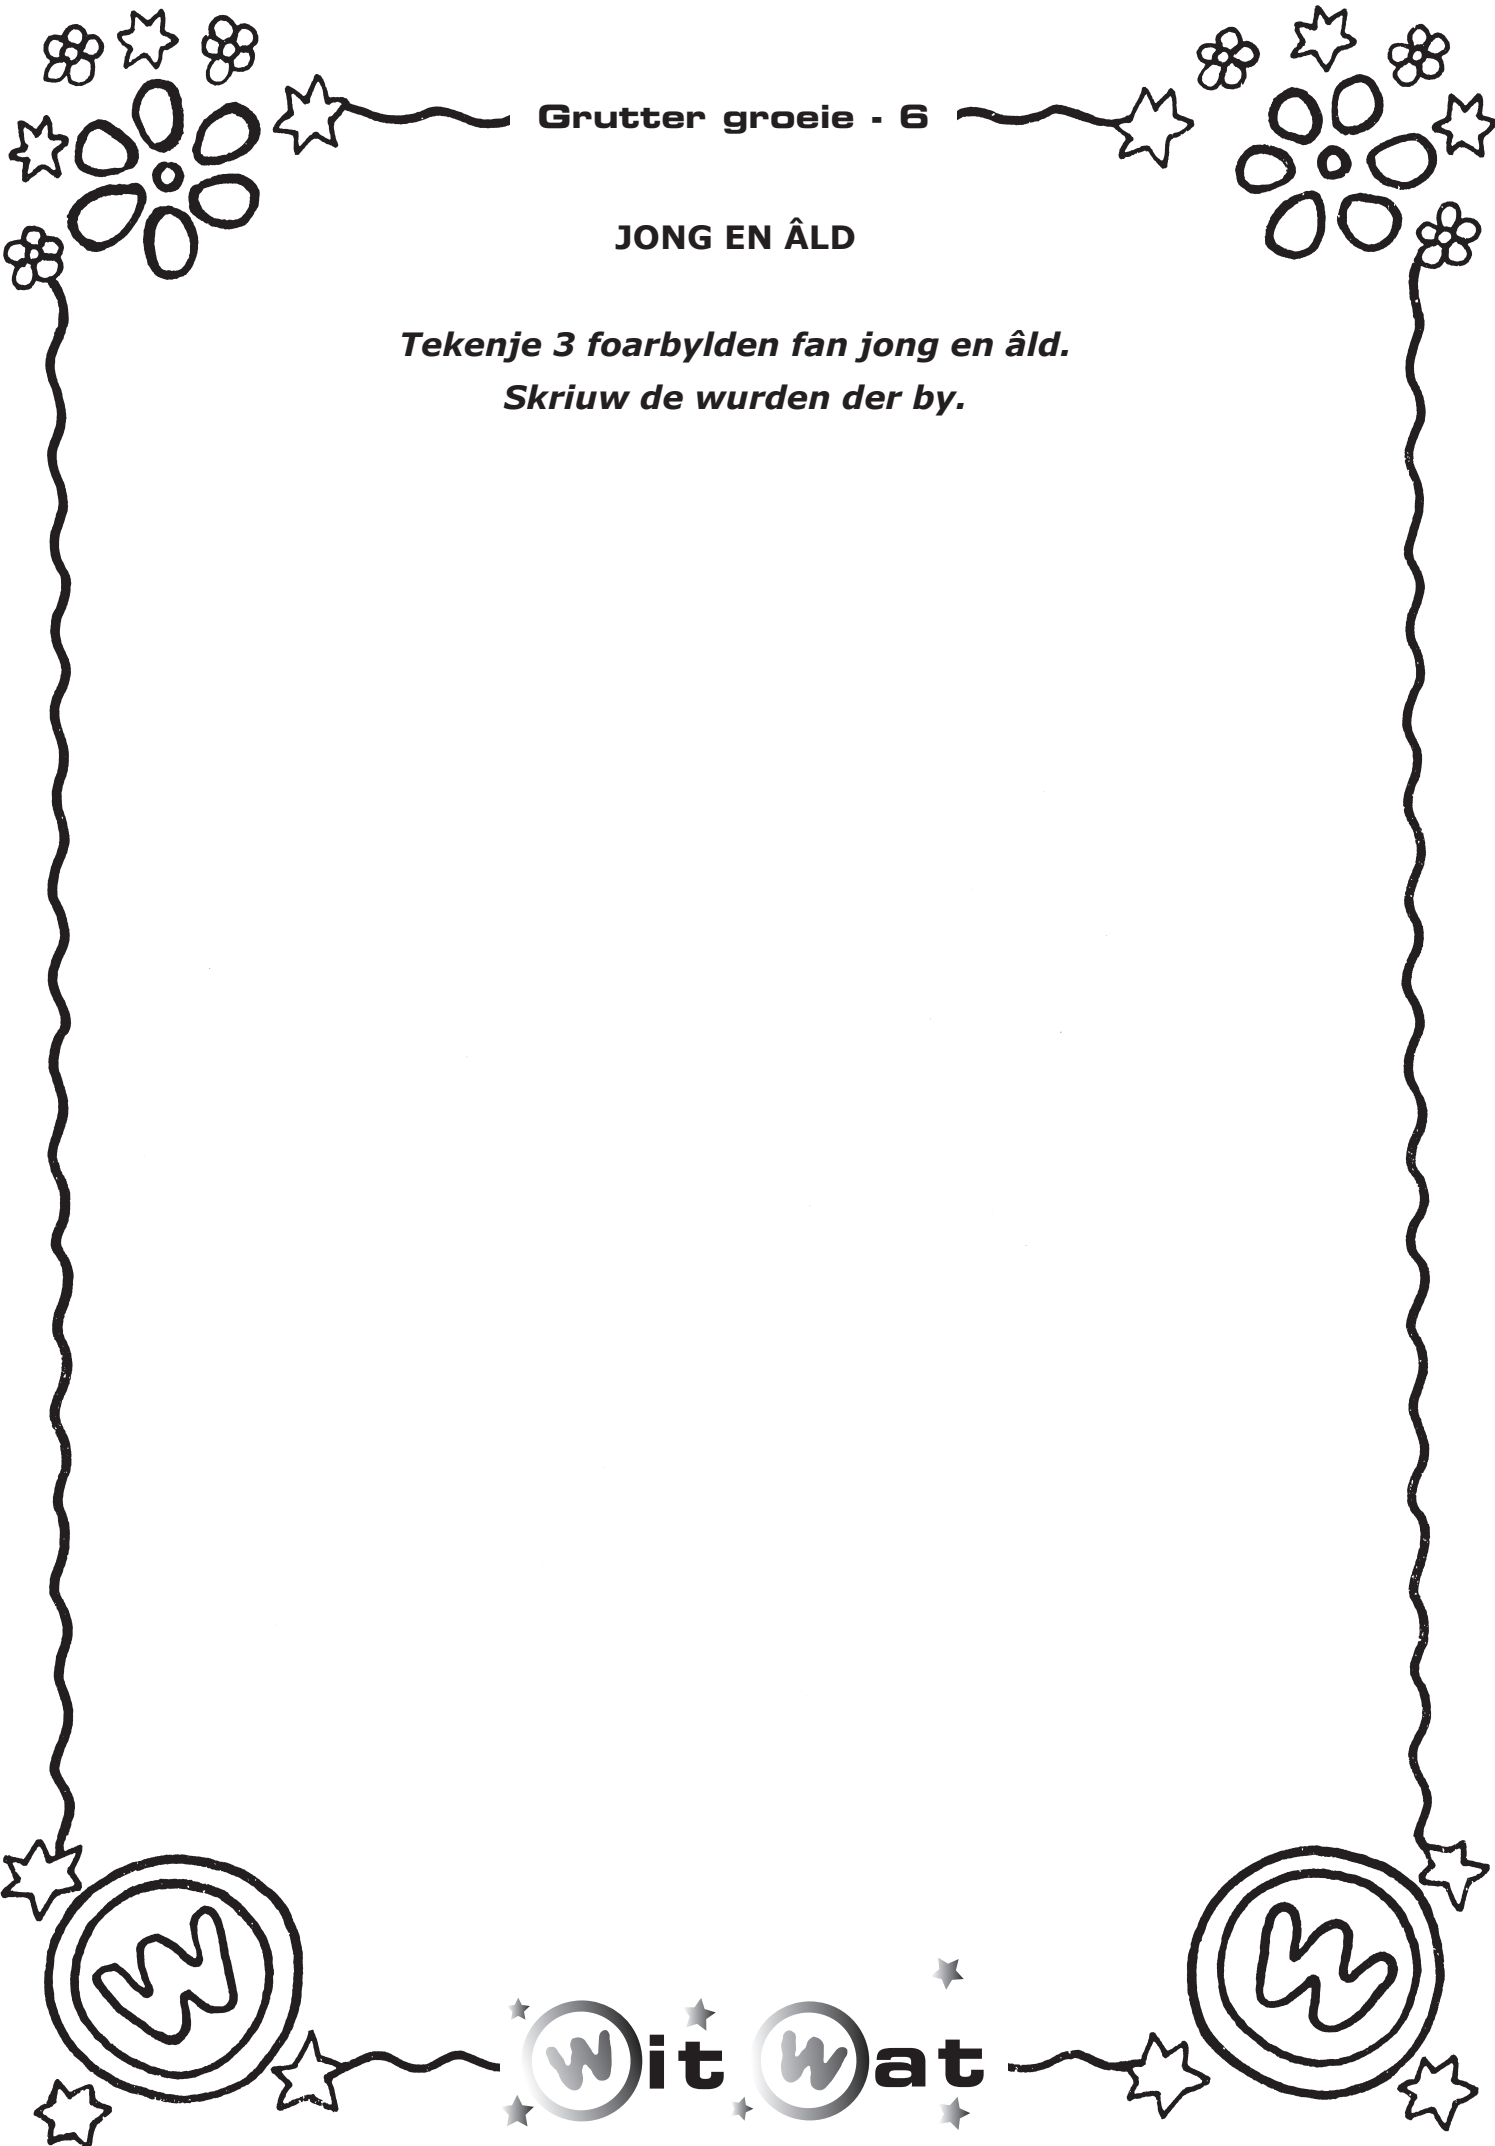 Grutter groeie - 6
JONG EN ÂLD
Tekenje 3 foarbylden fan jong en âld.
Skriuw de wurden der by.
W
W
Wit Wat